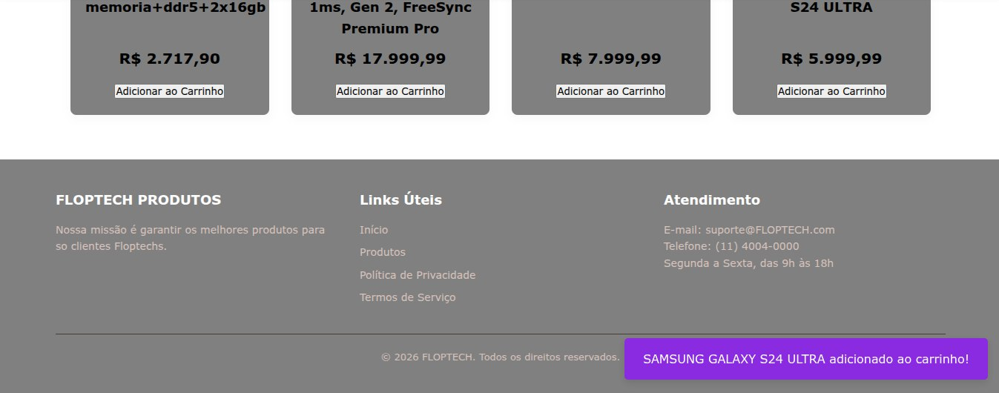 memoria+ddr5+2x16gb
1ms, Gen 2, FreeSync
Premium Pro
S24 ULTRA
R$ 2.717,90
R$ 17.999,99
R$ 7.999,99
R$ 5.999,99
Adicionar ao Carrinho
Adicionar ao Carrinho
Adicionar ao Carrinho
Adicionar ao Carrinho
FLOPTECH PRODUTOS
Nossa missão é garantir os melhores produtos para
so clientes Floptechs.
Links Úteis
Início
Produtos
Política de Privacidade
Termos de Serviço
Atendimento
E-mail: suporte@FLOPTECH.com
Telefone: (11) 4004-0000
Segunda a Sexta, das 9h às 18h
© 2026 FLOPTECH. Todos os direitos reservados.
SAMSUNG GALAXY S24 ULTRA adicionado ao carrinho!